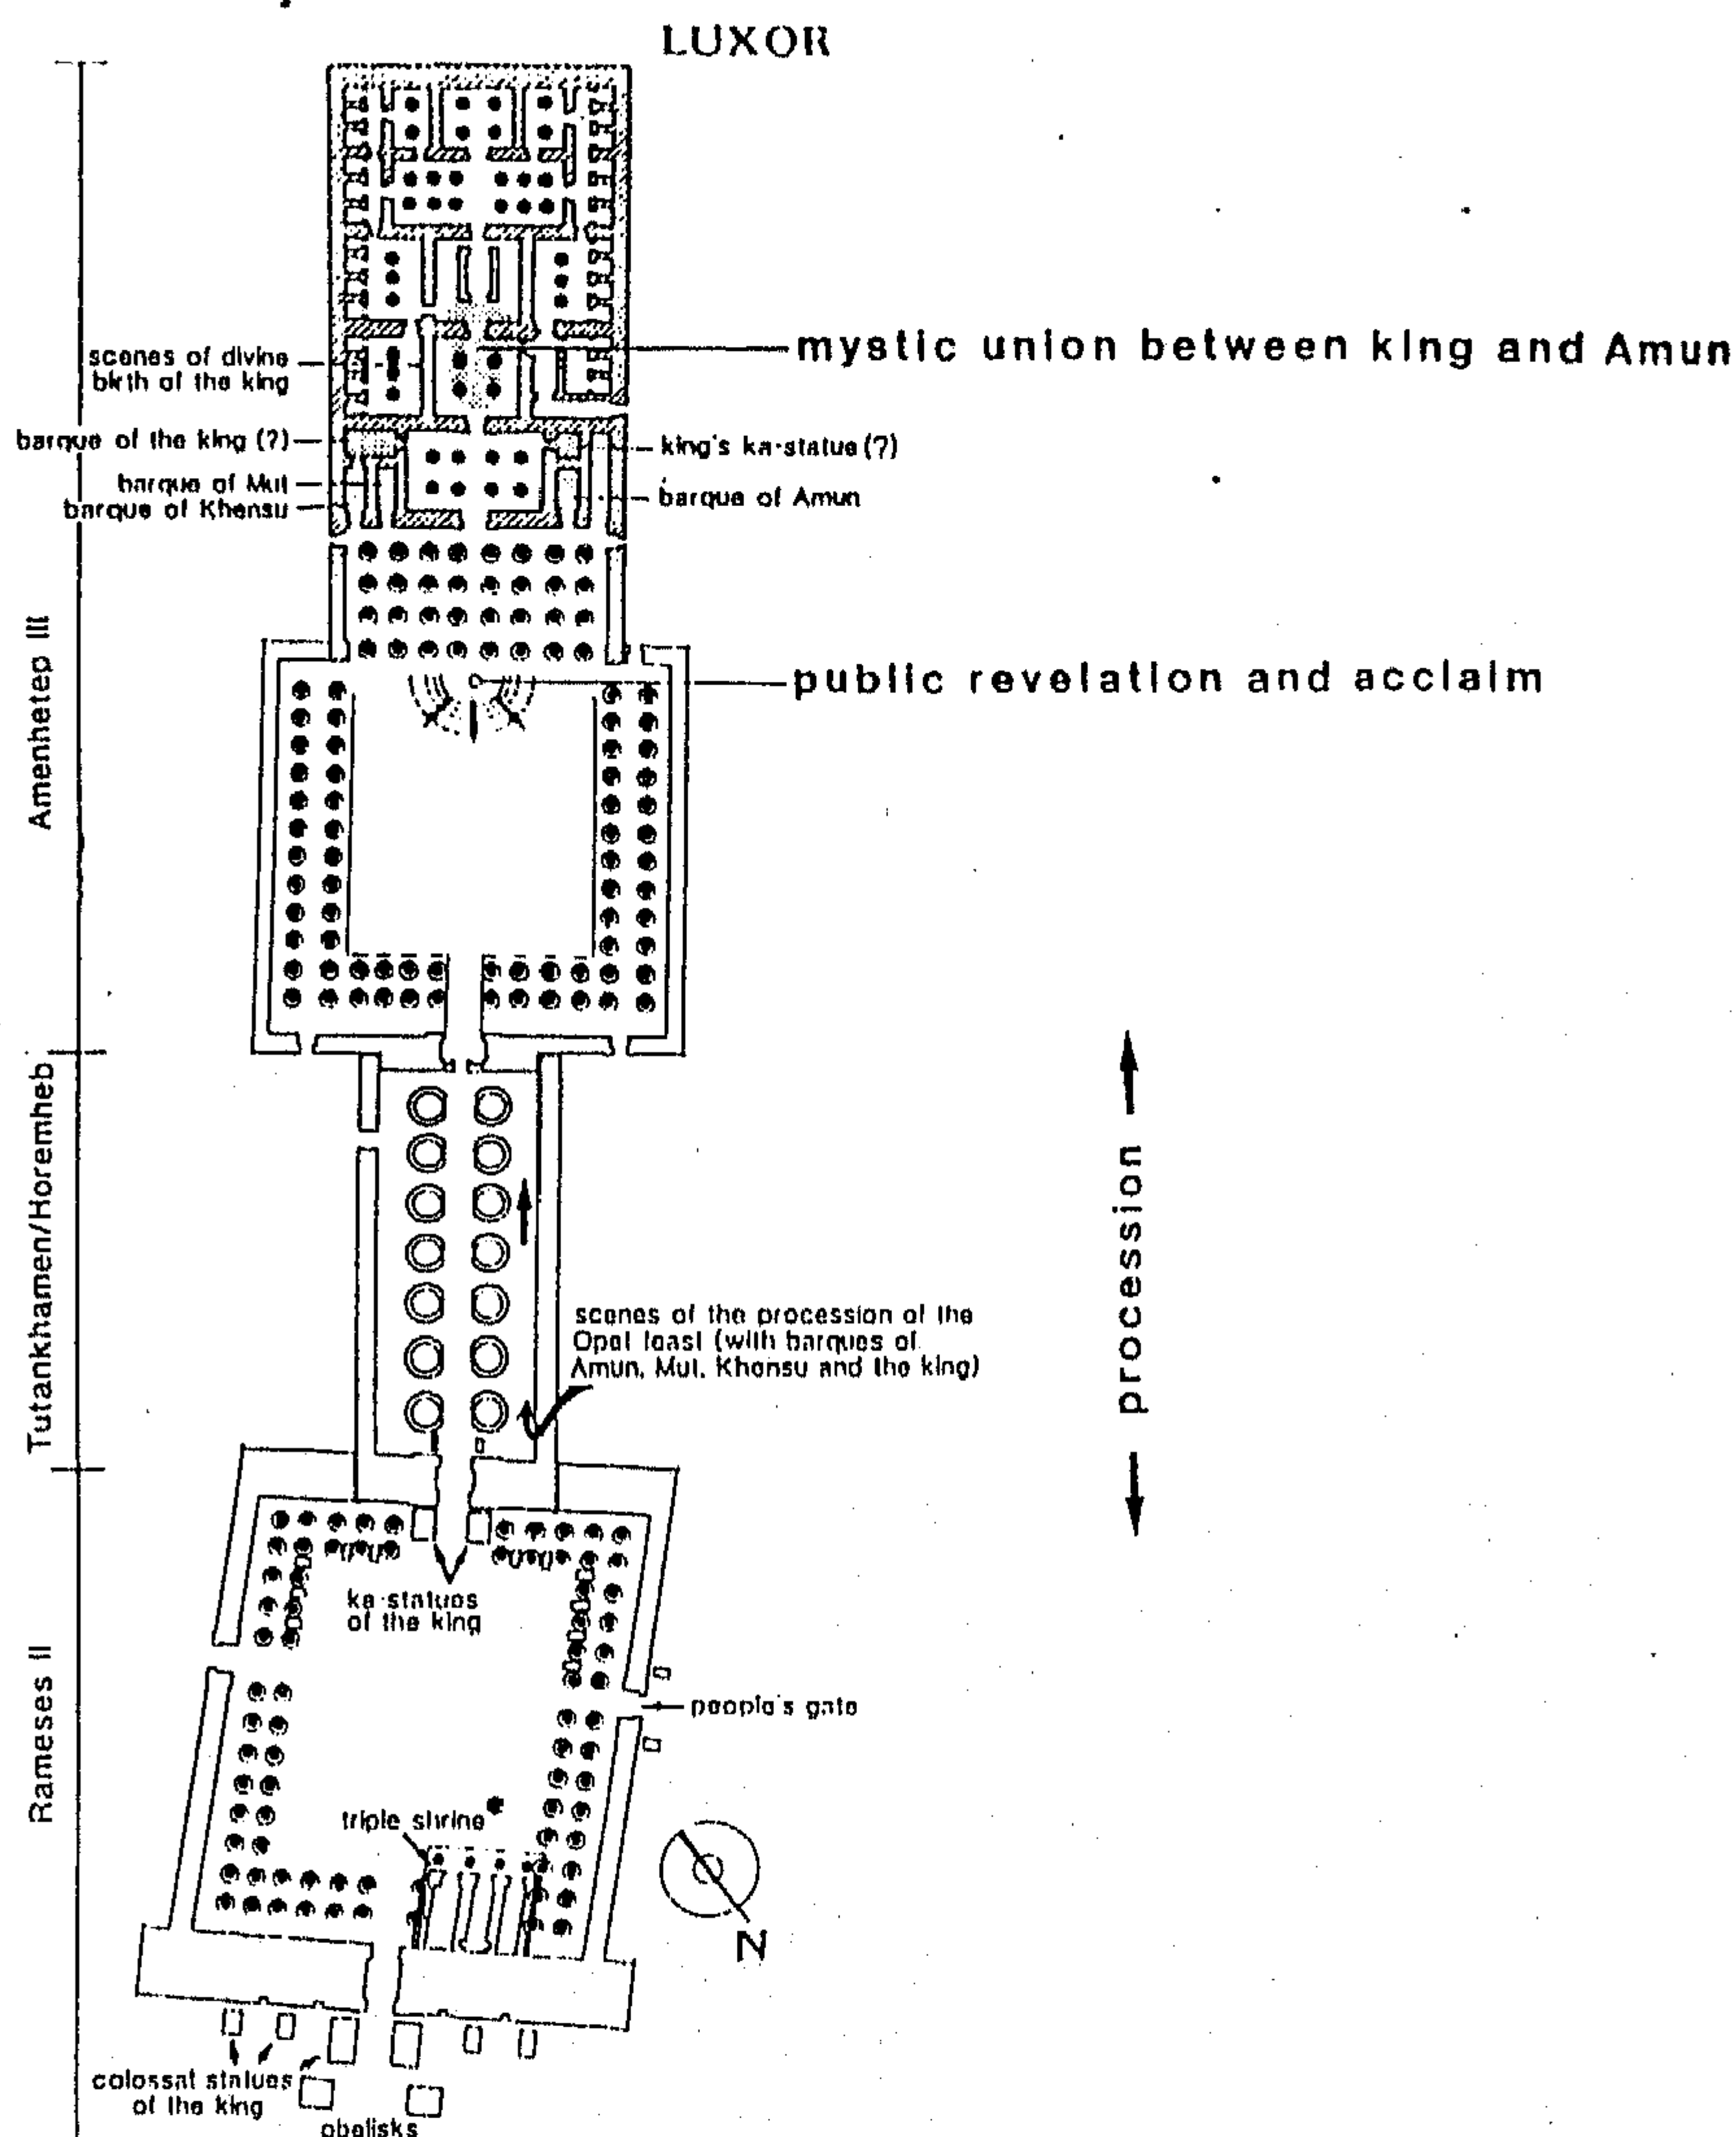 LUXOR
scenes of divine
birth of the king
mystic union between king and Amun
barque of the king (?)
king's ka-statue (?)
barque of Mut
barque of Khensu
barque of Amun
Amenhetep III
public revelation and acclaim
Tutankhamen/Horemheb
procession
scenes of the procession of the
Opet feast (with barques of
Amun, Mut, Khonsu and the king)
ka-statues
of the king
Rameses II
people's gate
triple shrine
N
colossal statues
of the king
obelisks